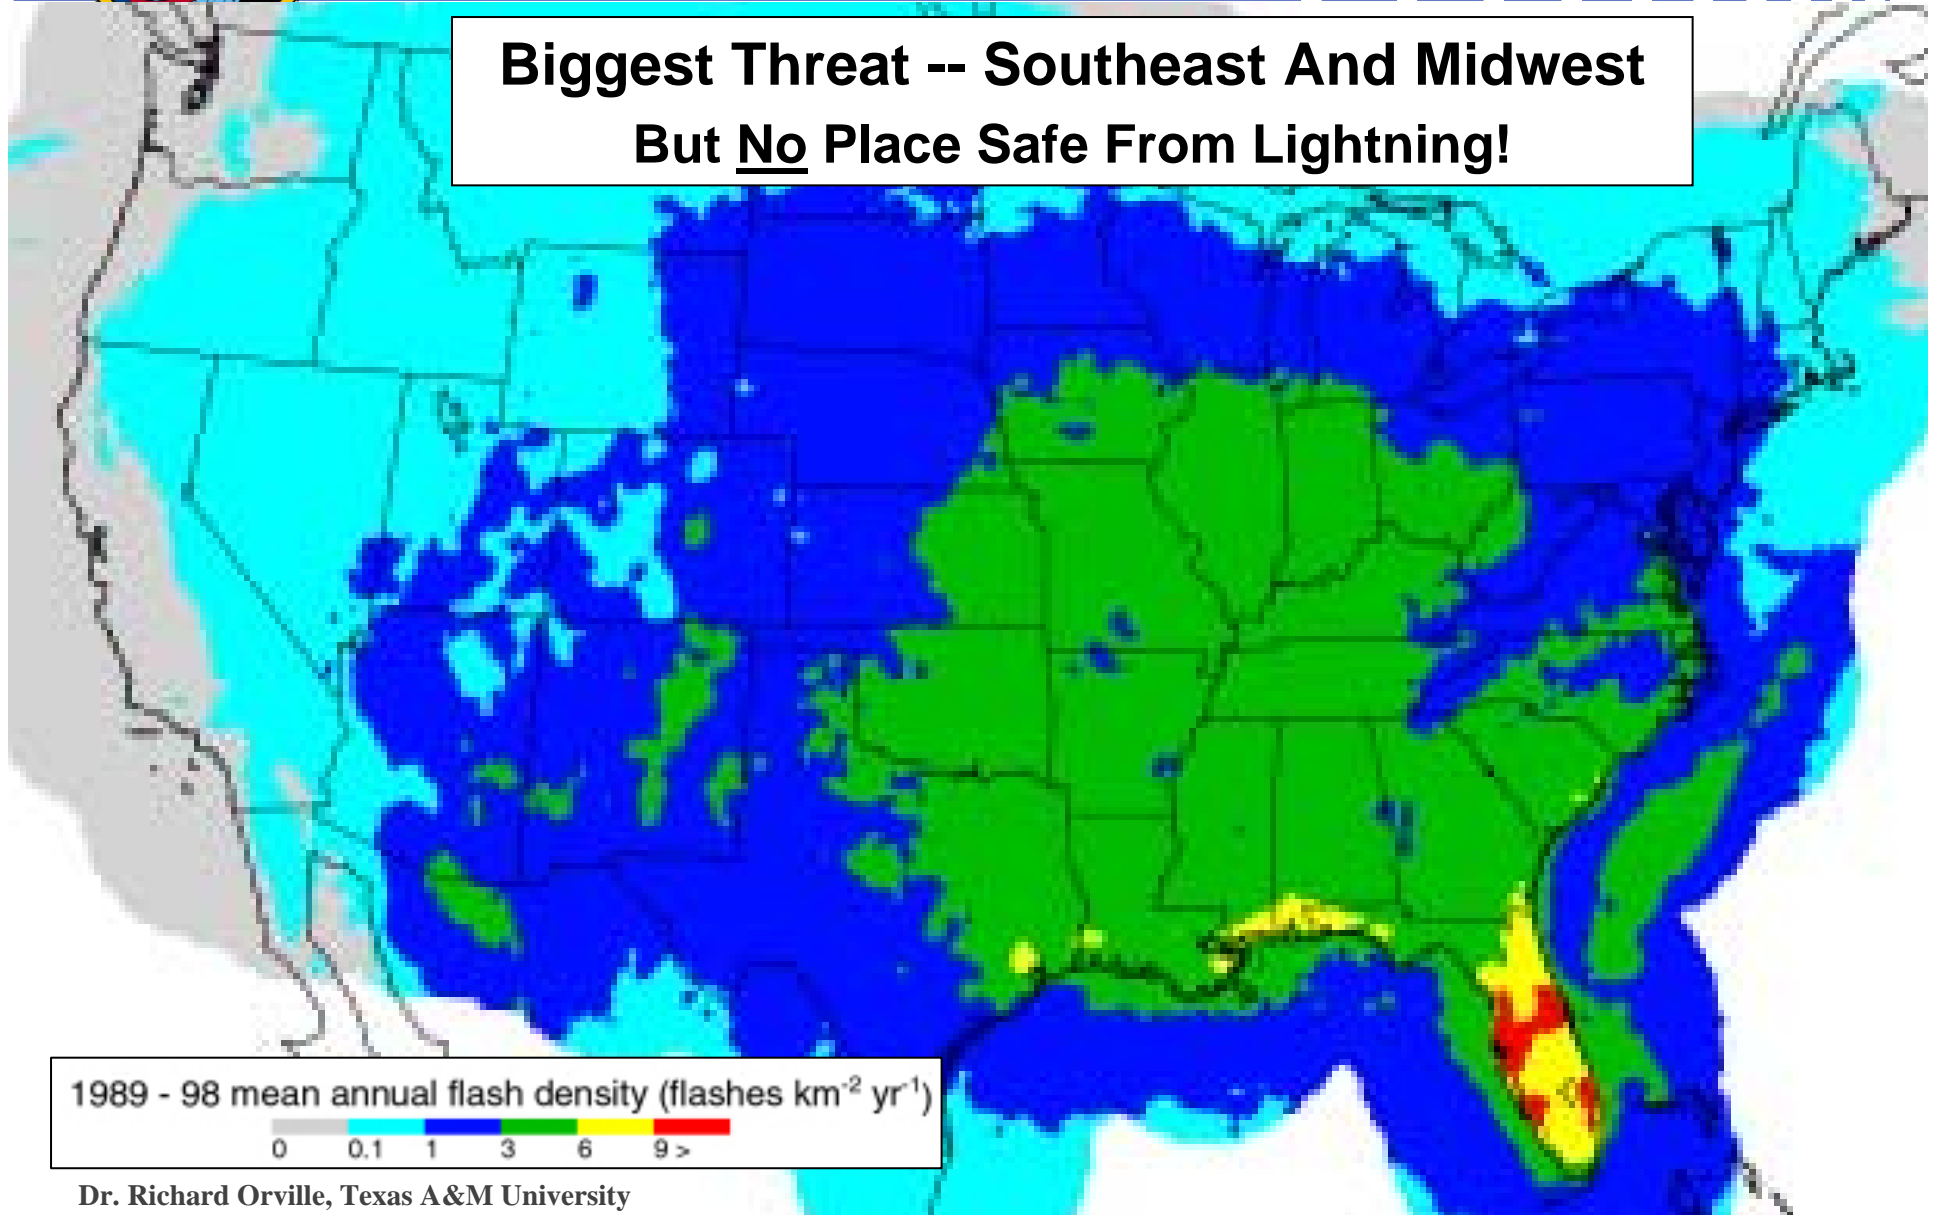 Biggest Threat -- Southeast And Midwest
But No Place Safe From Lightning!
1989 - 98 mean annual flash density (flashes km-2 yr-1)
0 0.1 1 3 6 9 >
Dr. Richard Orville, Texas A&M University